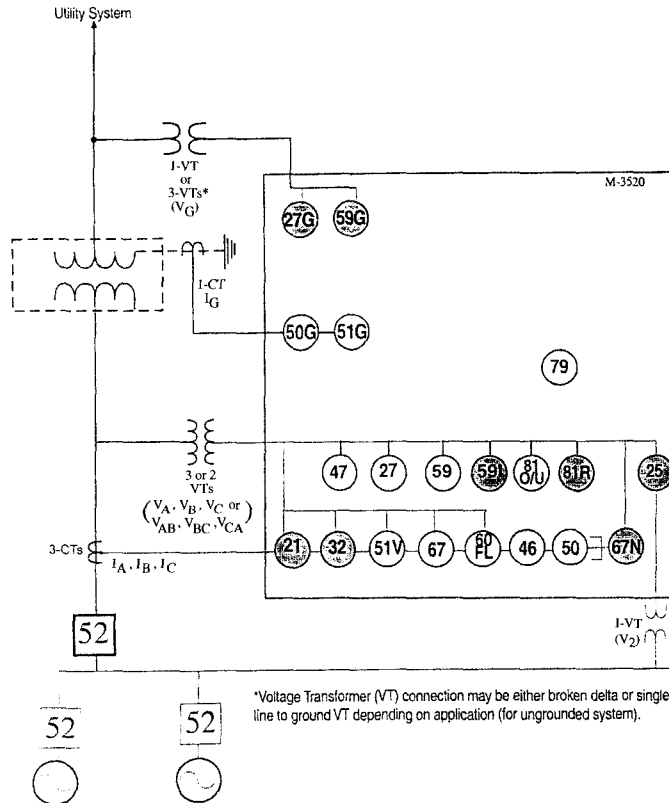 Utility System
1-VT
or
3-VTs*
(VG)
M-3520
27G
59G
1-CT
IG
50G
51G
79
3 or 2
VTs
(VA, VB, VC or
VAB, VBC, VCA)
47
27
59
59I
81
O/U
81R
25
3-CTs
IA, IB, IC
21
32
51V
67
60
FL
46
50
67N
52
1-VT
(V2)
*Voltage Transformer (VT) connection may be either broken delta or single
line to ground VT depending on application (for ungrounded system).
52
52